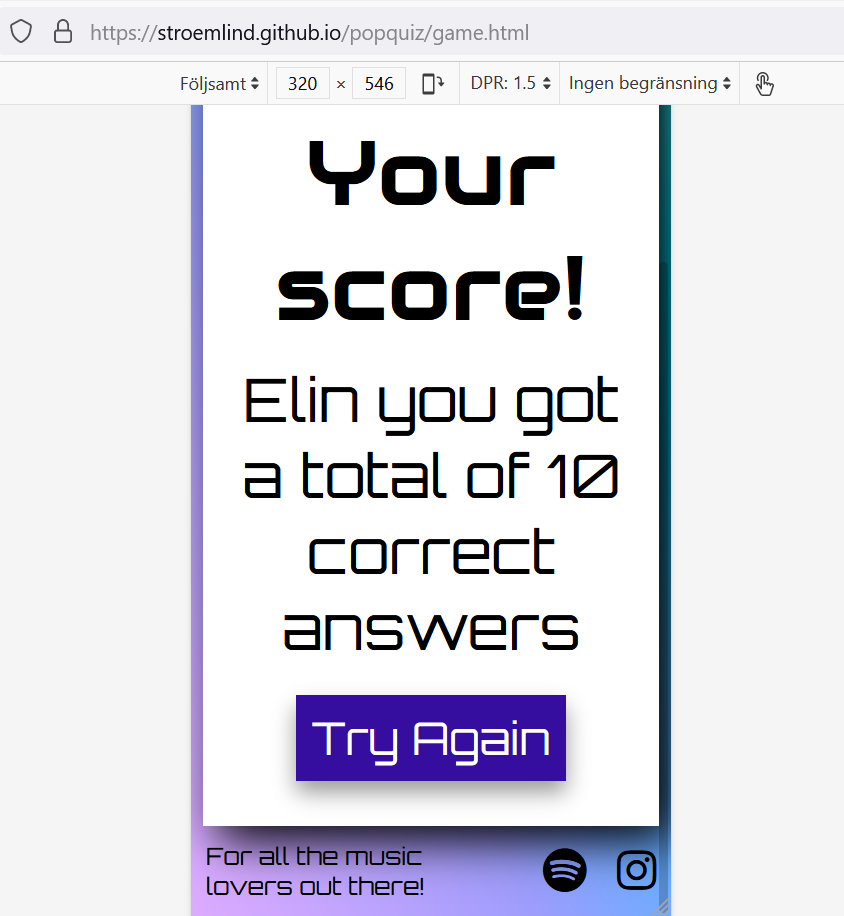 https://stroemlind.github.io/popquiz/game.html
Följsamt 320 × 546 DPR: 1.5 Ingen begränsning
Your
score!
Elin you got
a total of 10
correct
answers
Try Again
For all the music
lovers out there!